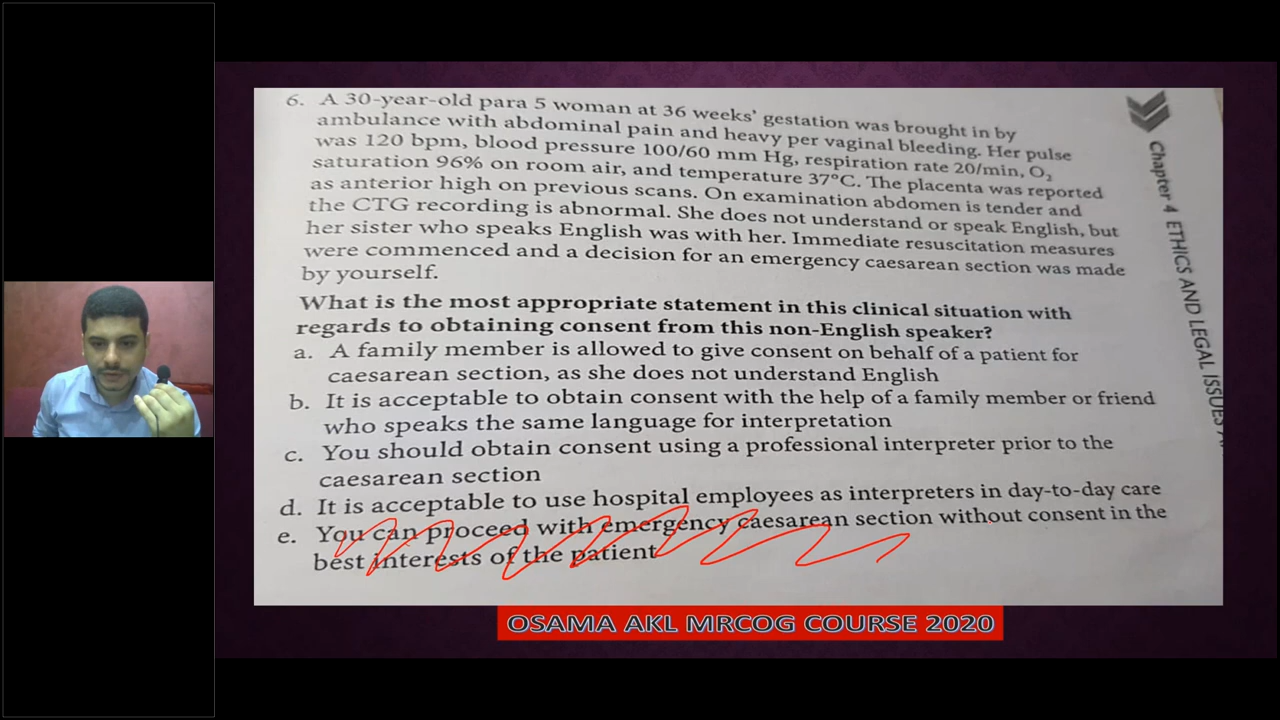 6. A 30-year-old para 5 woman at 36 weeks' gestation was brought in by
ambulance with abdominal pain and heavy per vaginal bleeding. Her pulse
was 120 bpm, blood pressure 100/60 mm Hg, respiration rate 20/min, O₂
saturation 96% on room air, and temperature 37°C. The placenta was reported
as anterior high on previous scans. On examination abdomen is tender and
the CTG recording is abnormal. She does not understand or speak English, but
her sister who speaks English was with her. Immediate resuscitation measures
were commenced and a decision for an emergency caesarean section was made
by yourself.
What is the most appropriate statement in this clinical situation with
regards to obtaining consent from this non-English speaker?
a. A family member is allowed to give consent on behalf of a patient for
caesarean section, as she does not understand English
b. It is acceptable to obtain consent with the help of a family member or friend
who speaks the same language for interpretation
c. You should obtain consent using a professional interpreter prior to the
caesarean section
d. It is acceptable to use hospital employees as interpreters in day-to-day care
e. You can proceed with emergency caesarean section without consent in the
best interests of the patient
Chapter 4 ETHICS AND LEGAL ISSUES
OSAMA AKL MRCOG COURSE 2020